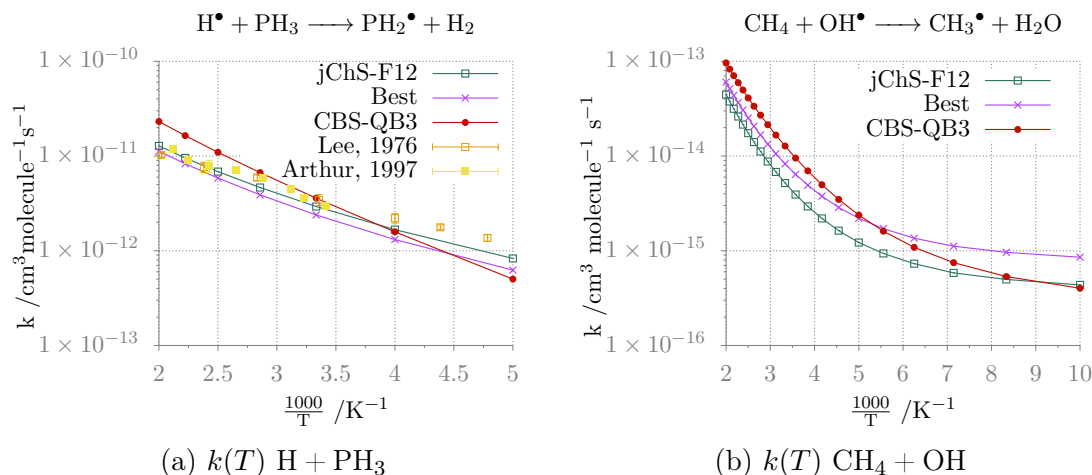 H• + PH₃ ⟶ PH₂• + H₂
1 × 10⁻¹⁰
1 × 10⁻¹¹
1 × 10⁻¹²
1 × 10⁻¹³
k /cm³molecule⁻¹s⁻¹
jChS-F12
Best
CBS-QB3
Lee, 1976
Arthur, 1997
2 2.5 3 3.5 4 4.5 5
1000/T /K⁻¹
(a) k(T) H + PH₃
CH₄ + OH• ⟶ CH₃• + H₂O
1 × 10⁻¹³
1 × 10⁻¹⁴
1 × 10⁻¹⁵
1 × 10⁻¹⁶
k /cm³ molecule⁻¹ s⁻¹
jChS-F12
Best
CBS-QB3
2 3 4 5 6 7 8 9 10
1000/T /K⁻¹
(b) k(T) CH₄ + OH